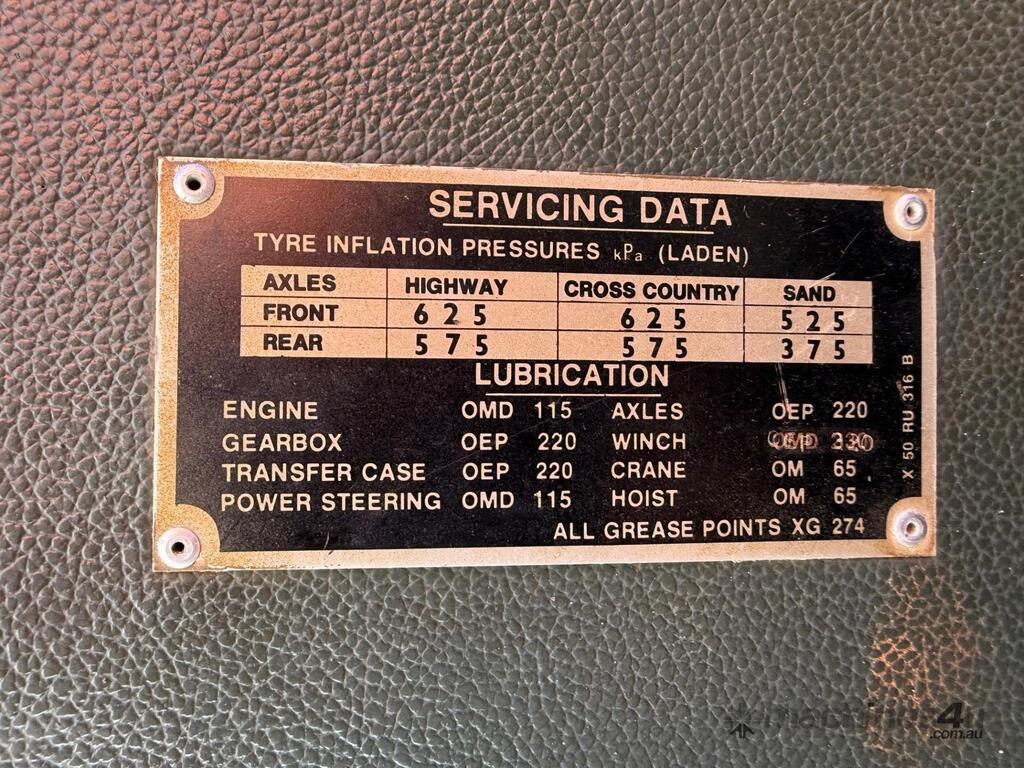 SERVICING DATA
TYRE INFLATION PRESSURES kPa (LADEN)
AXLES HIGHWAY CROSS COUNTRY SAND
FRONT 625 625 525
REAR 575 575 375
LUBRICATION
ENGINE OMD 115 AXLES OEP 220
GEARBOX OEP 220 WINCH
TRANSFER CASE OEP 220 CRANE OM 65
POWER STEERING OMD 115 HOIST OM 65
ALL GREASE POINTS XG 274
X 50 RU 316 B
4u
.com.au